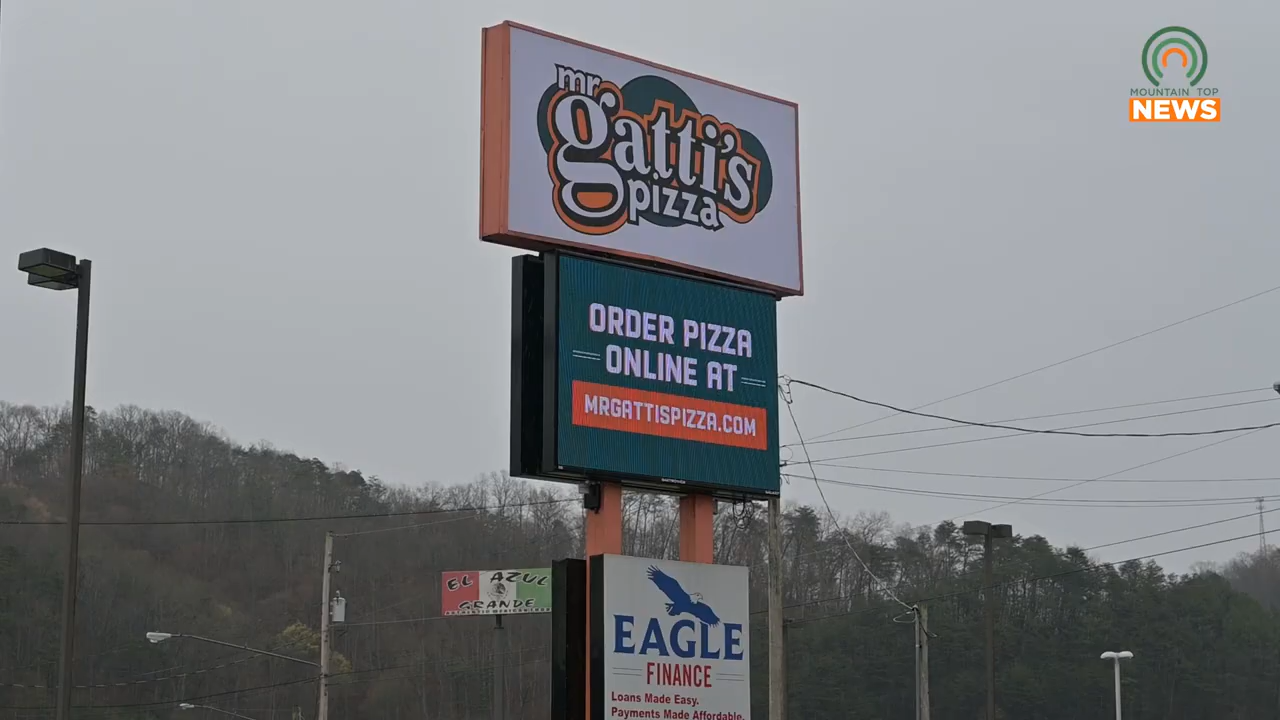 MOUNTAIN TOP
NEWS
mr.
gatti's
pizza
ORDER PIZZA
ONLINE AT
MRGATTISPIZZA.COM
EL AZUL
GRANDE
EAGLE
FINANCE
Loans Made Easy.
Payments Made Affordable.